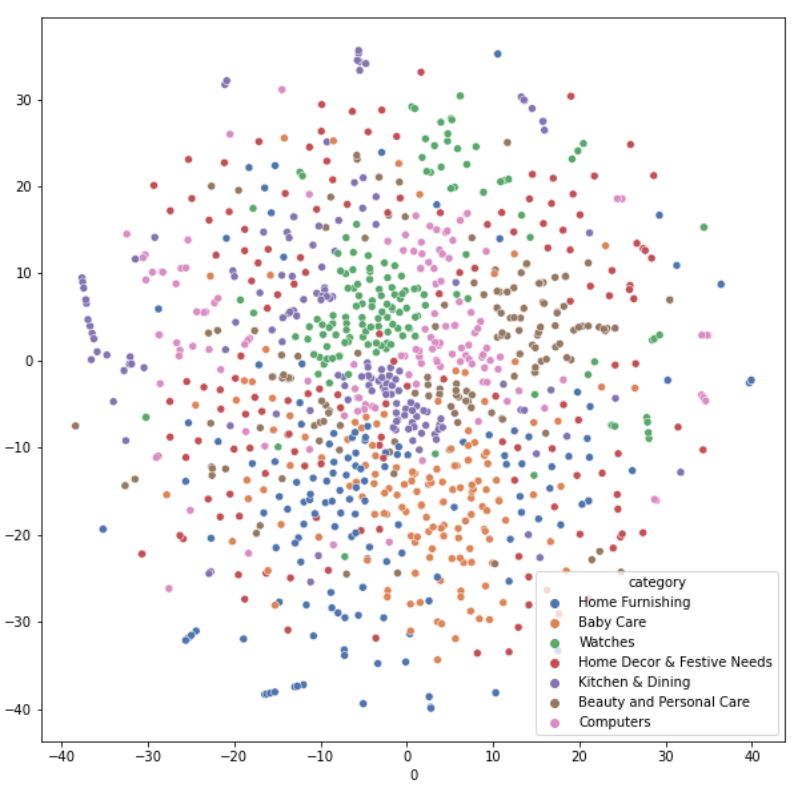 30
20
10
0
−10
−20
−30
−40
−40 −30 −20 −10 0 10 20 30 40
0
category
Home Furnishing
Baby Care
Watches
Home Decor & Festive Needs
Kitchen & Dining
Beauty and Personal Care
Computers